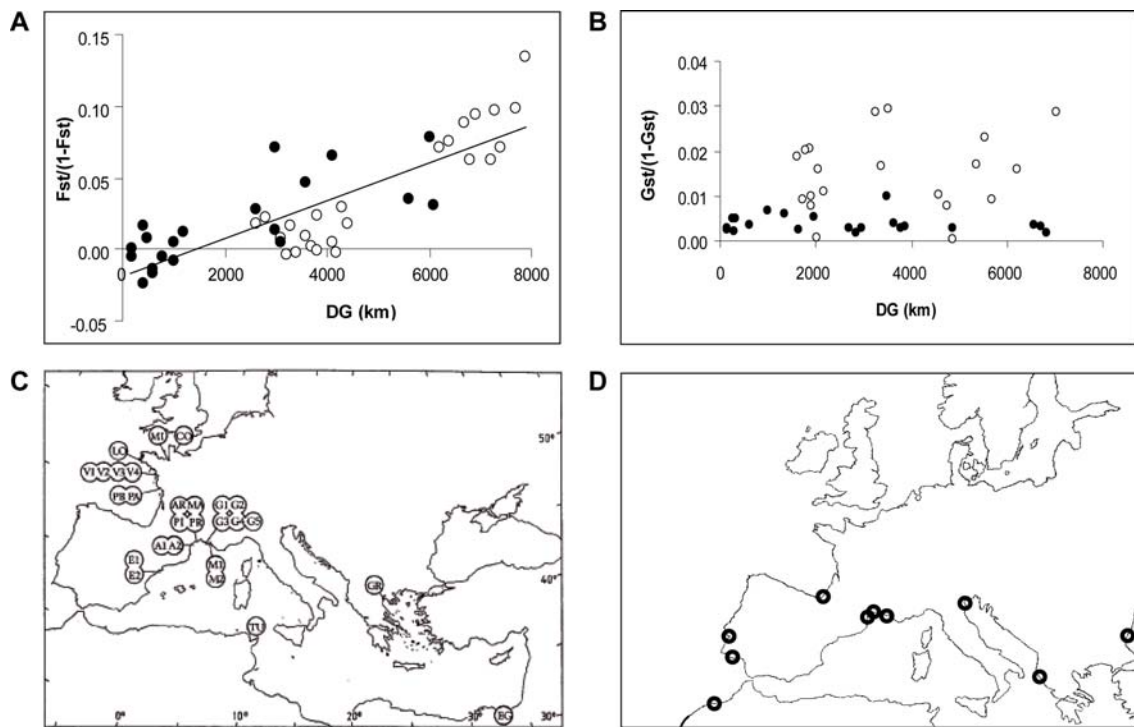 A
B
0.15
0.10
0.05
0.00
-0.05
0
2000
4000
6000
8000
Fst/(1-Fst)
DG (km)
0.04
0.03
0.02
0.01
0.00
0
2000
4000
6000
8000
Gst/(1-Gst)
DG (km)
C
D
MI CO
LO
V1 V2 V3 V4
PB PA
AR MA
P1 PR
G1 G2
G3 G4 G5
A1 A2
E1
E2
M1
M2
GR
TU
EG
50°
40°
30°
0°
10°
20°
30°